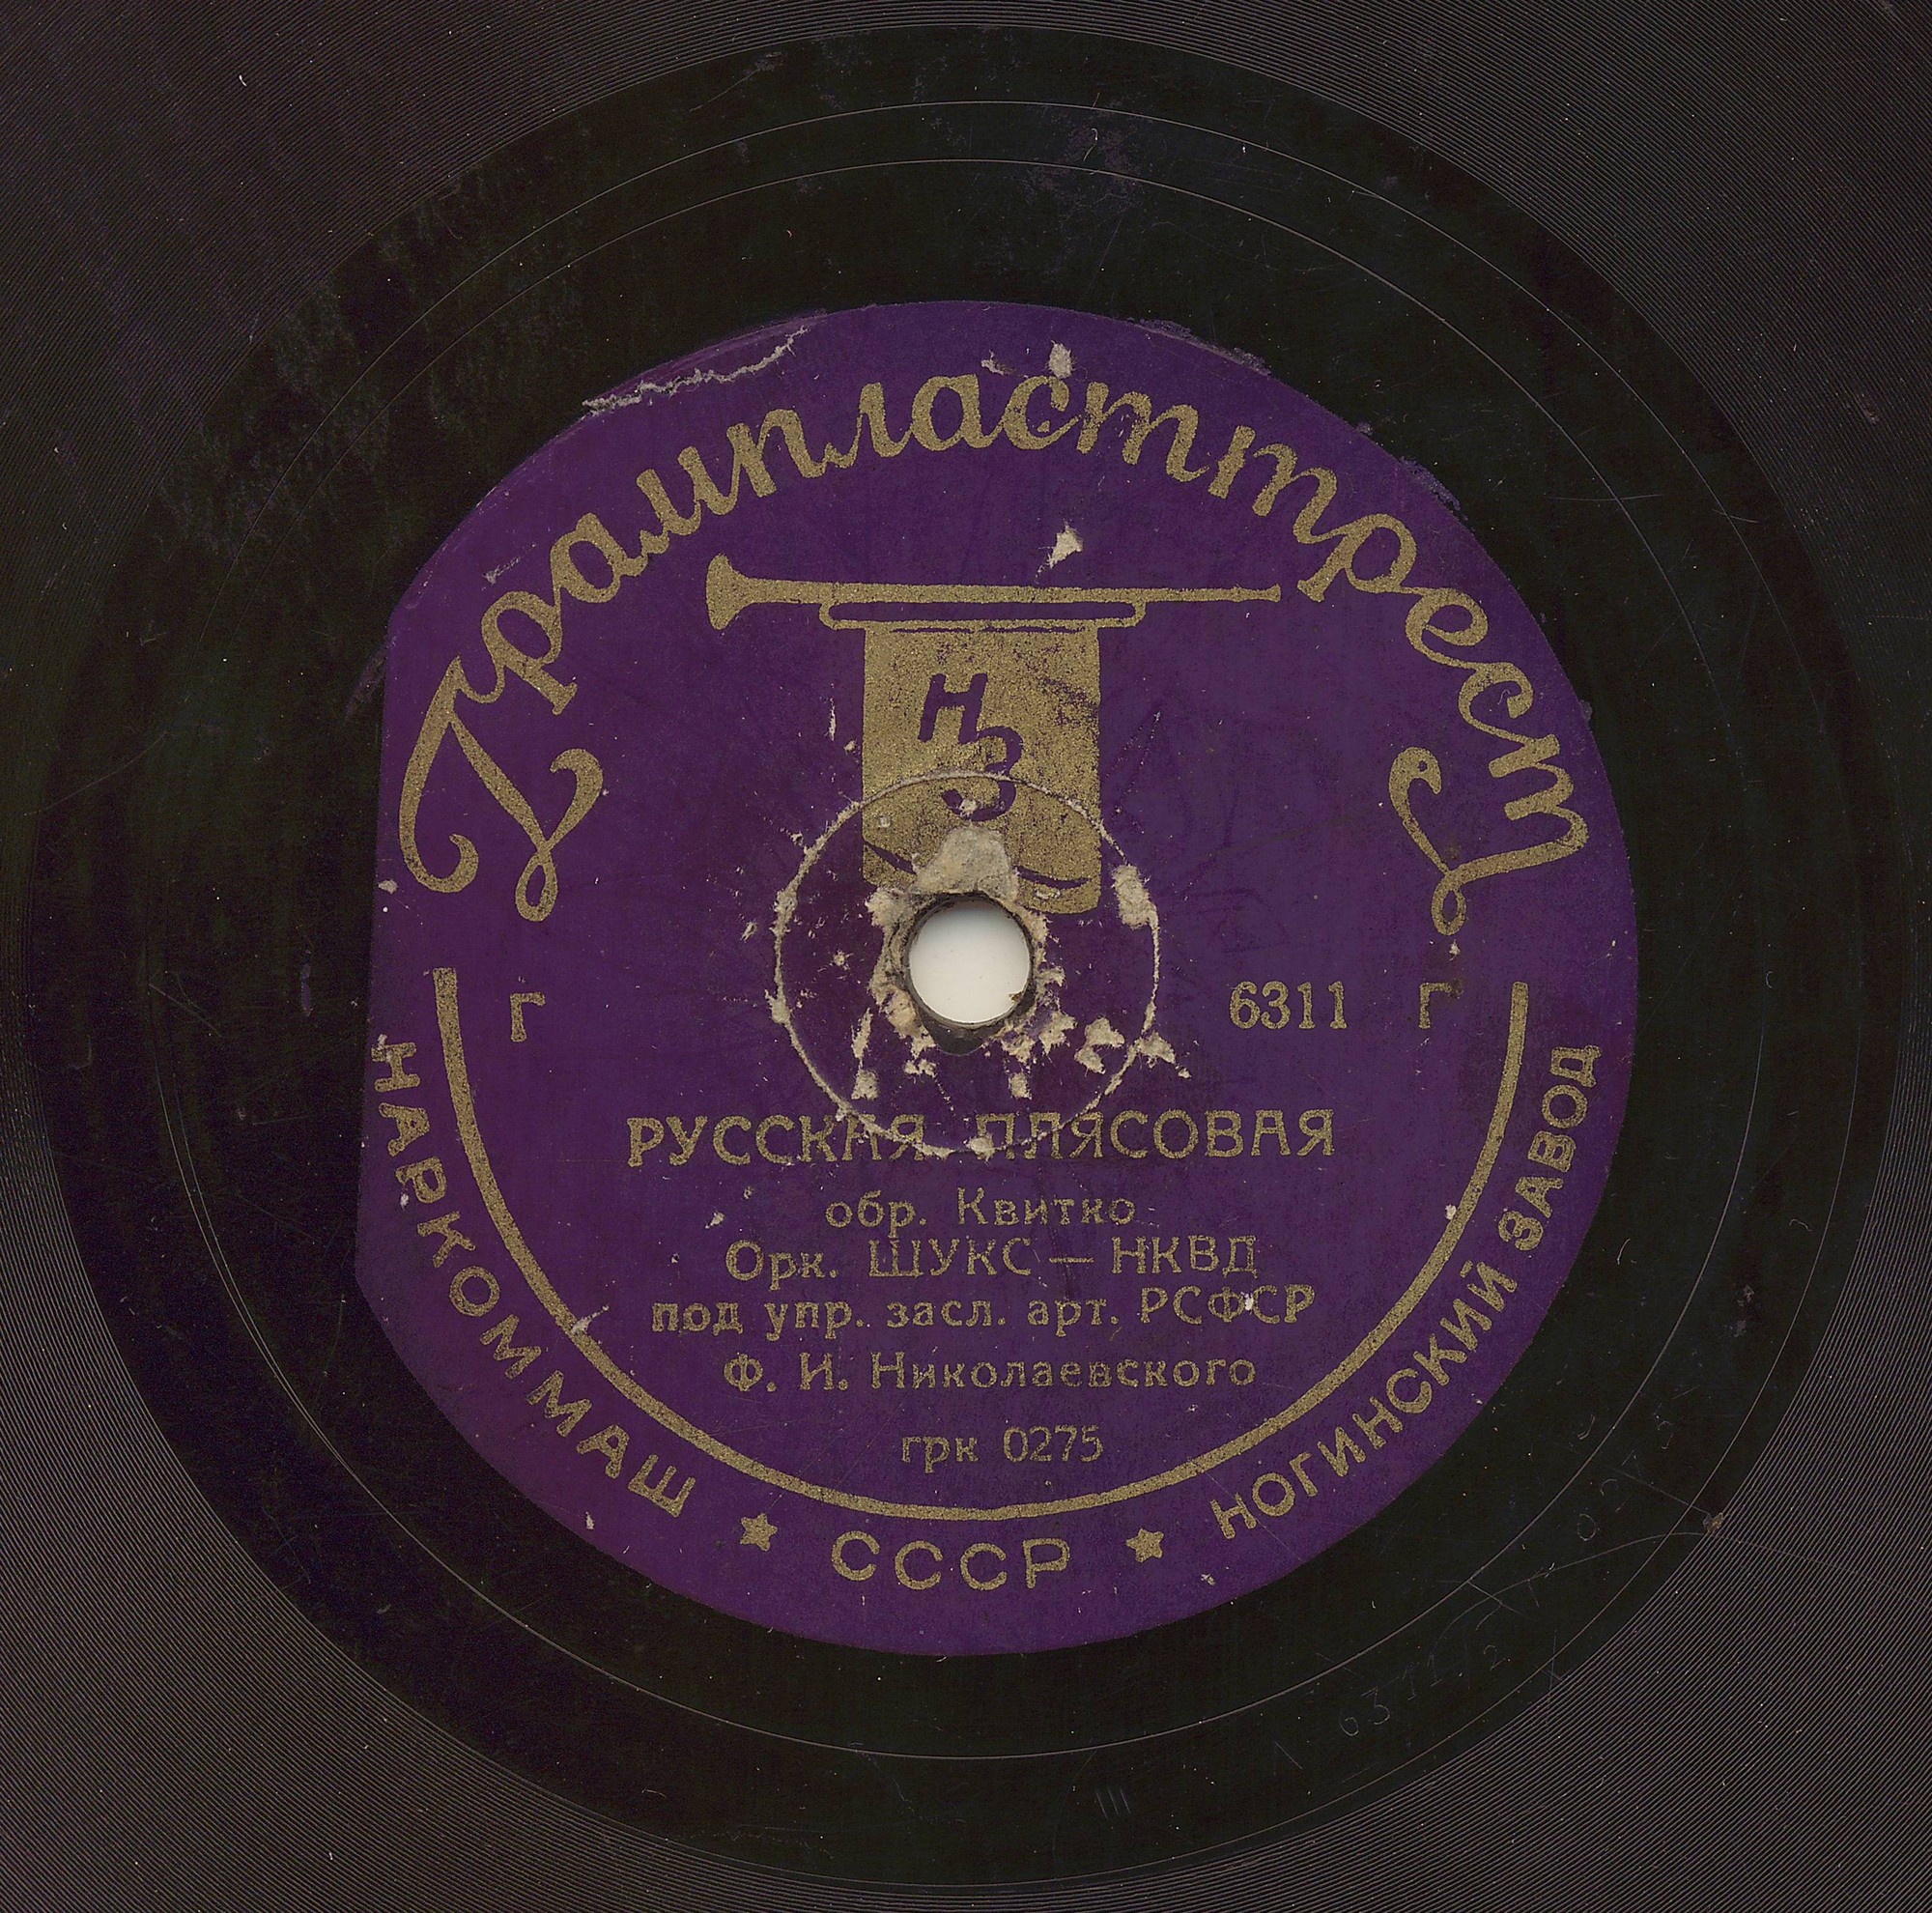 Грампласттрест
НЗ
Г 6311 Г
РУССКАЯ ПЛЯСОВАЯ
обр. Квитко
Орк. ШУКС — НКВД
под упр. засл. арт. РСФСР
Ф. И. Николаевского
грк 0275
НАРКОММАШ ★ СССР ★ НОГИНСКИЙ ЗАВОД